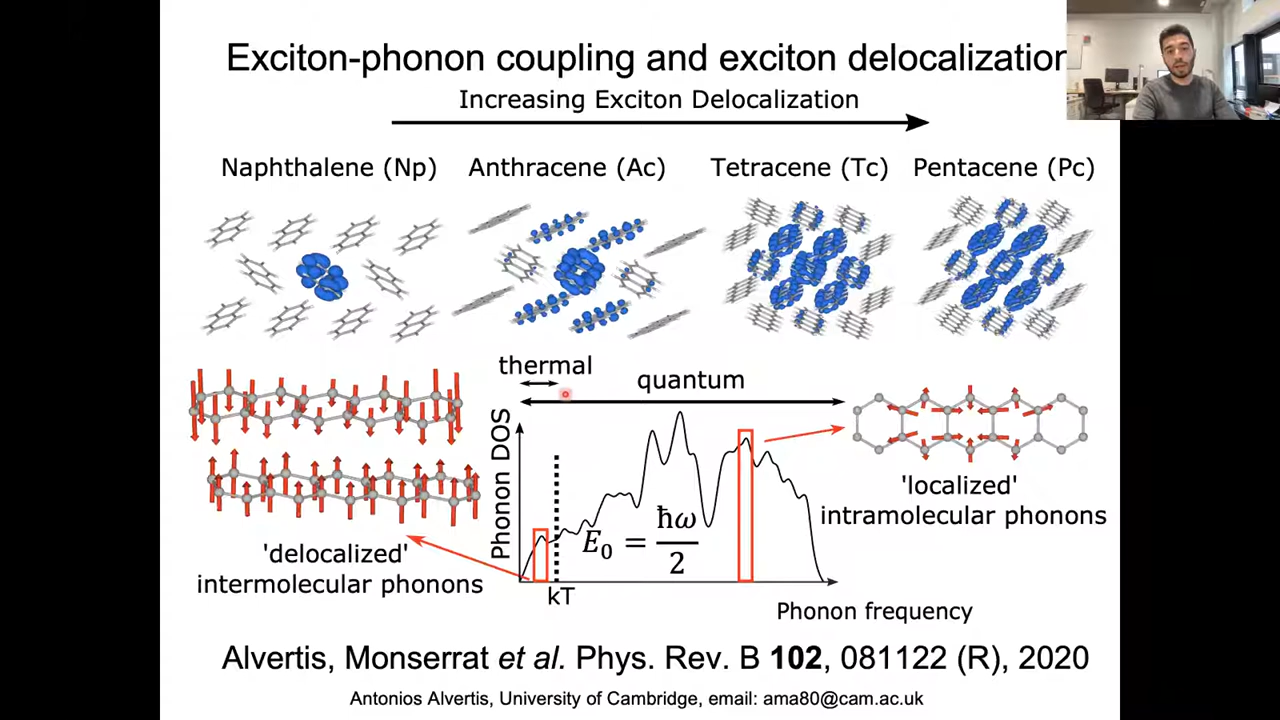 Exciton-phonon coupling and exciton delocalization
Increasing Exciton Delocalization
Naphthalene (Np) Anthracene (Ac) Tetracene (Tc) Pentacene (Pc)
thermal
quantum
Phonon DOS
E₀ = ħω/2
kT
Phonon frequency
'delocalized'
intermolecular phonons
'localized'
intramolecular phonons
Alvertis, Monserrat et al. Phys. Rev. B 102, 081122 (R), 2020
Antonios Alvertis, University of Cambridge, email: ama80@cam.ac.uk